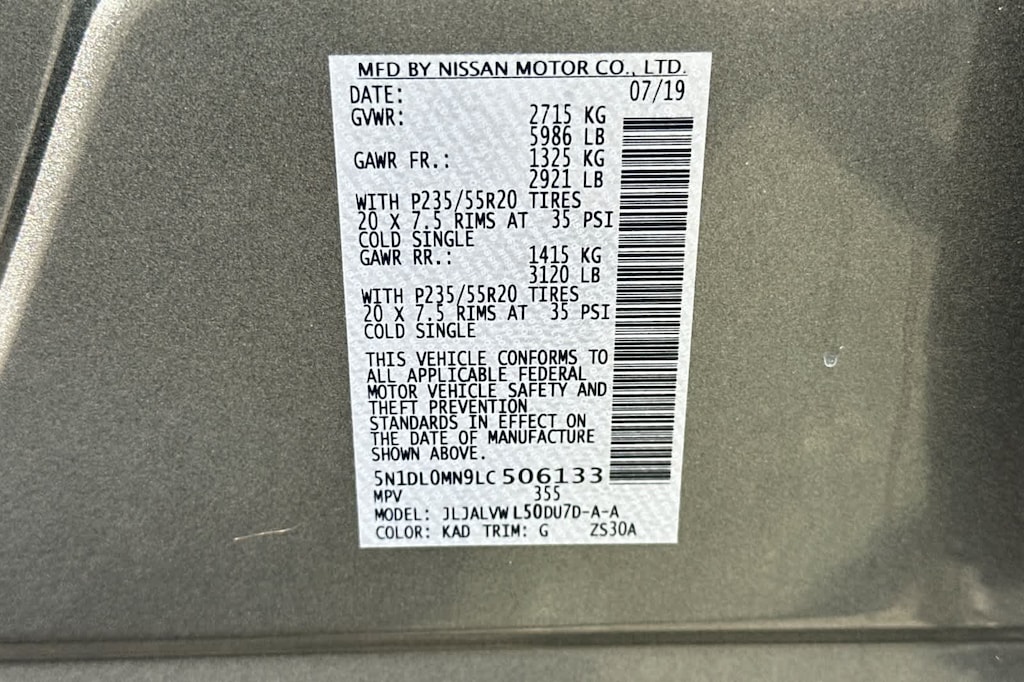 MFD BY NISSAN MOTOR CO., LTD.
DATE: 07/19
GVWR: 2715 KG
5986 LB
GAWR FR.: 1325 KG
2921 LB
WITH P235/55R20 TIRES
20 X 7.5 RIMS AT 35 PSI
COLD SINGLE
GAWR RR.: 1415 KG
3120 LB
WITH P235/55R20 TIRES
20 X 7.5 RIMS AT 35 PSI
COLD SINGLE
THIS VEHICLE CONFORMS TO
ALL APPLICABLE FEDERAL
MOTOR VEHICLE SAFETY AND
THEFT PREVENTION
STANDARDS IN EFFECT ON
THE DATE OF MANUFACTURE
SHOWN ABOVE.
5N1DL0MN9LC506133
MPV 355
MODEL: JLJALVWL50DU7D-A-A
COLOR: KAD TRIM: G ZS30A